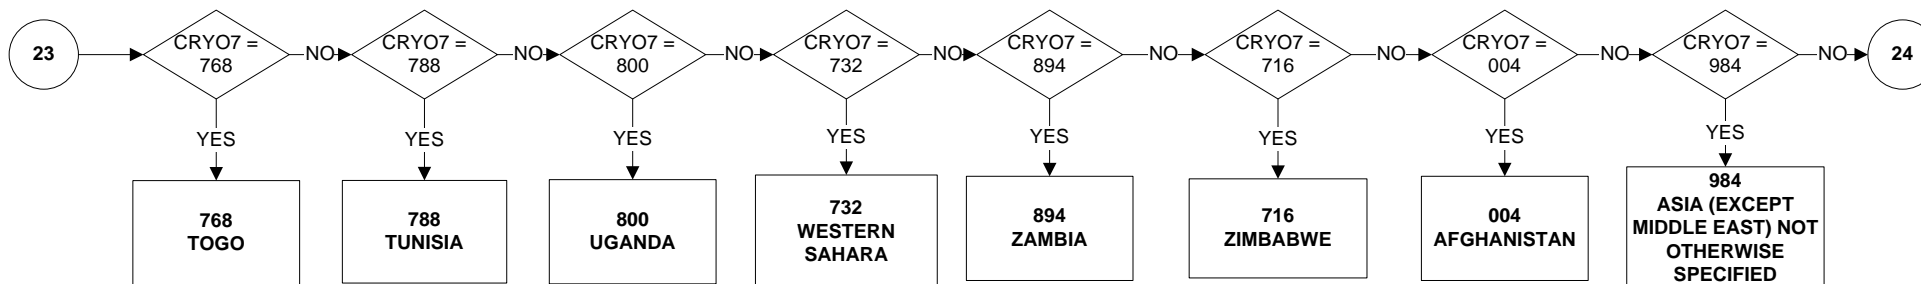 23
CRYO7 =
768
NO
CRYO7 =
788
NO
CRYO7 =
800
NO
CRYO7 =
732
NO
CRYO7 =
894
NO
CRYO7 =
716
NO
CRYO7 =
004
NO
CRYO7 =
984
NO
24
YES
YES
YES
YES
YES
YES
YES
YES
768
TOGO
788
TUNISIA
800
UGANDA
732
WESTERN
SAHARA
894
ZAMBIA
716
ZIMBABWE
004
AFGHANISTAN
984
ASIA (EXCEPT
MIDDLE EAST) NOT
OTHERWISE
SPECIFIED